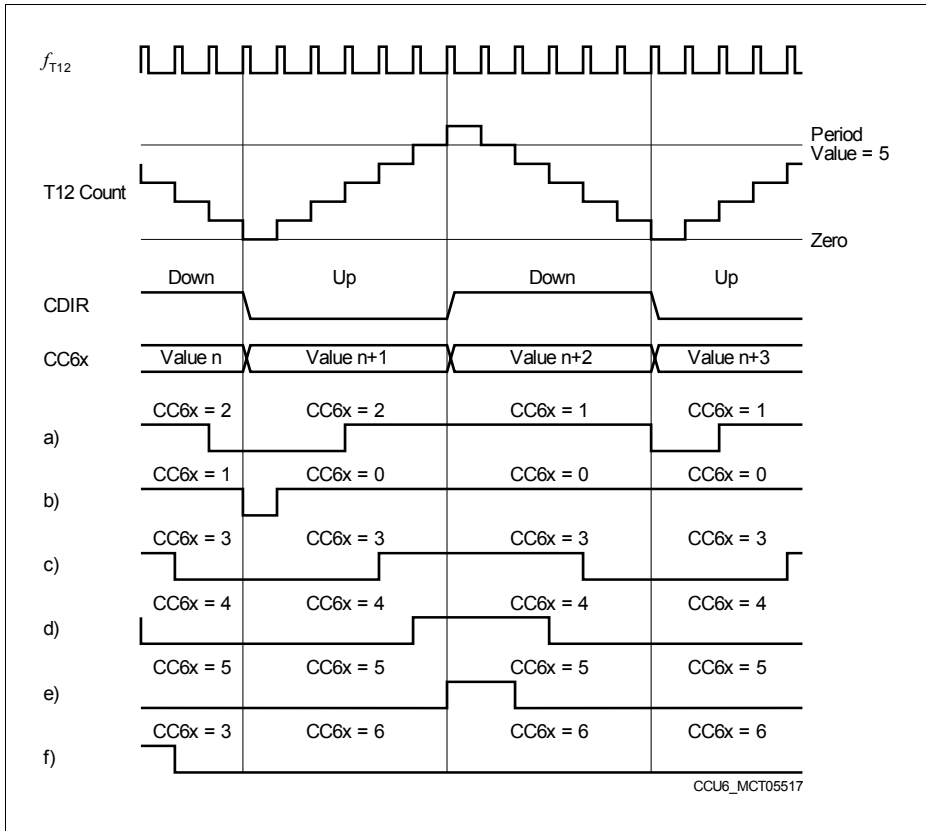 fT12
Period
Value = 5
T12 Count
Zero
Down Up Down Up
CDIR
CC6x Value n Value n+1 Value n+2 Value n+3
CC6x = 2 CC6x = 2 CC6x = 1 CC6x = 1
a)
CC6x = 1 CC6x = 0 CC6x = 0 CC6x = 0
b)
CC6x = 3 CC6x = 3 CC6x = 3 CC6x = 3
c)
CC6x = 4 CC6x = 4 CC6x = 4 CC6x = 4
d)
CC6x = 5 CC6x = 5 CC6x = 5 CC6x = 5
e)
CC6x = 3 CC6x = 6 CC6x = 6 CC6x = 6
f)
CCU6_MCT05517